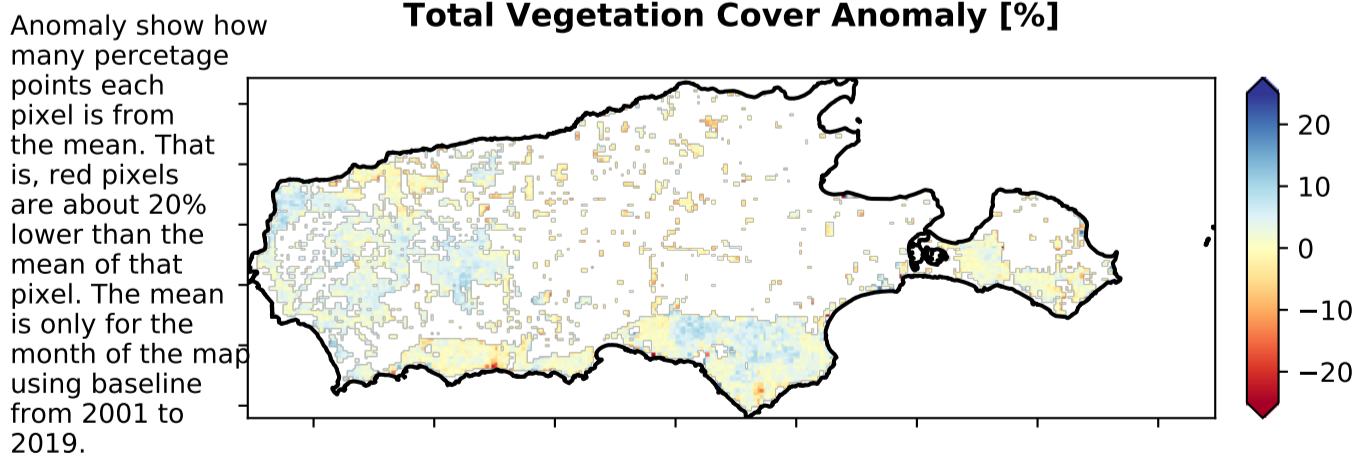 Total Vegetation Cover Anomaly [%]
Anomaly show how
many percetage
points each
pixel is from
the mean. That
is, red pixels
are about 20%
lower than the
mean of that
pixel. The mean
is only for the
month of the map
using baseline
from 2001 to
2019.
20
10
0
−10
−20